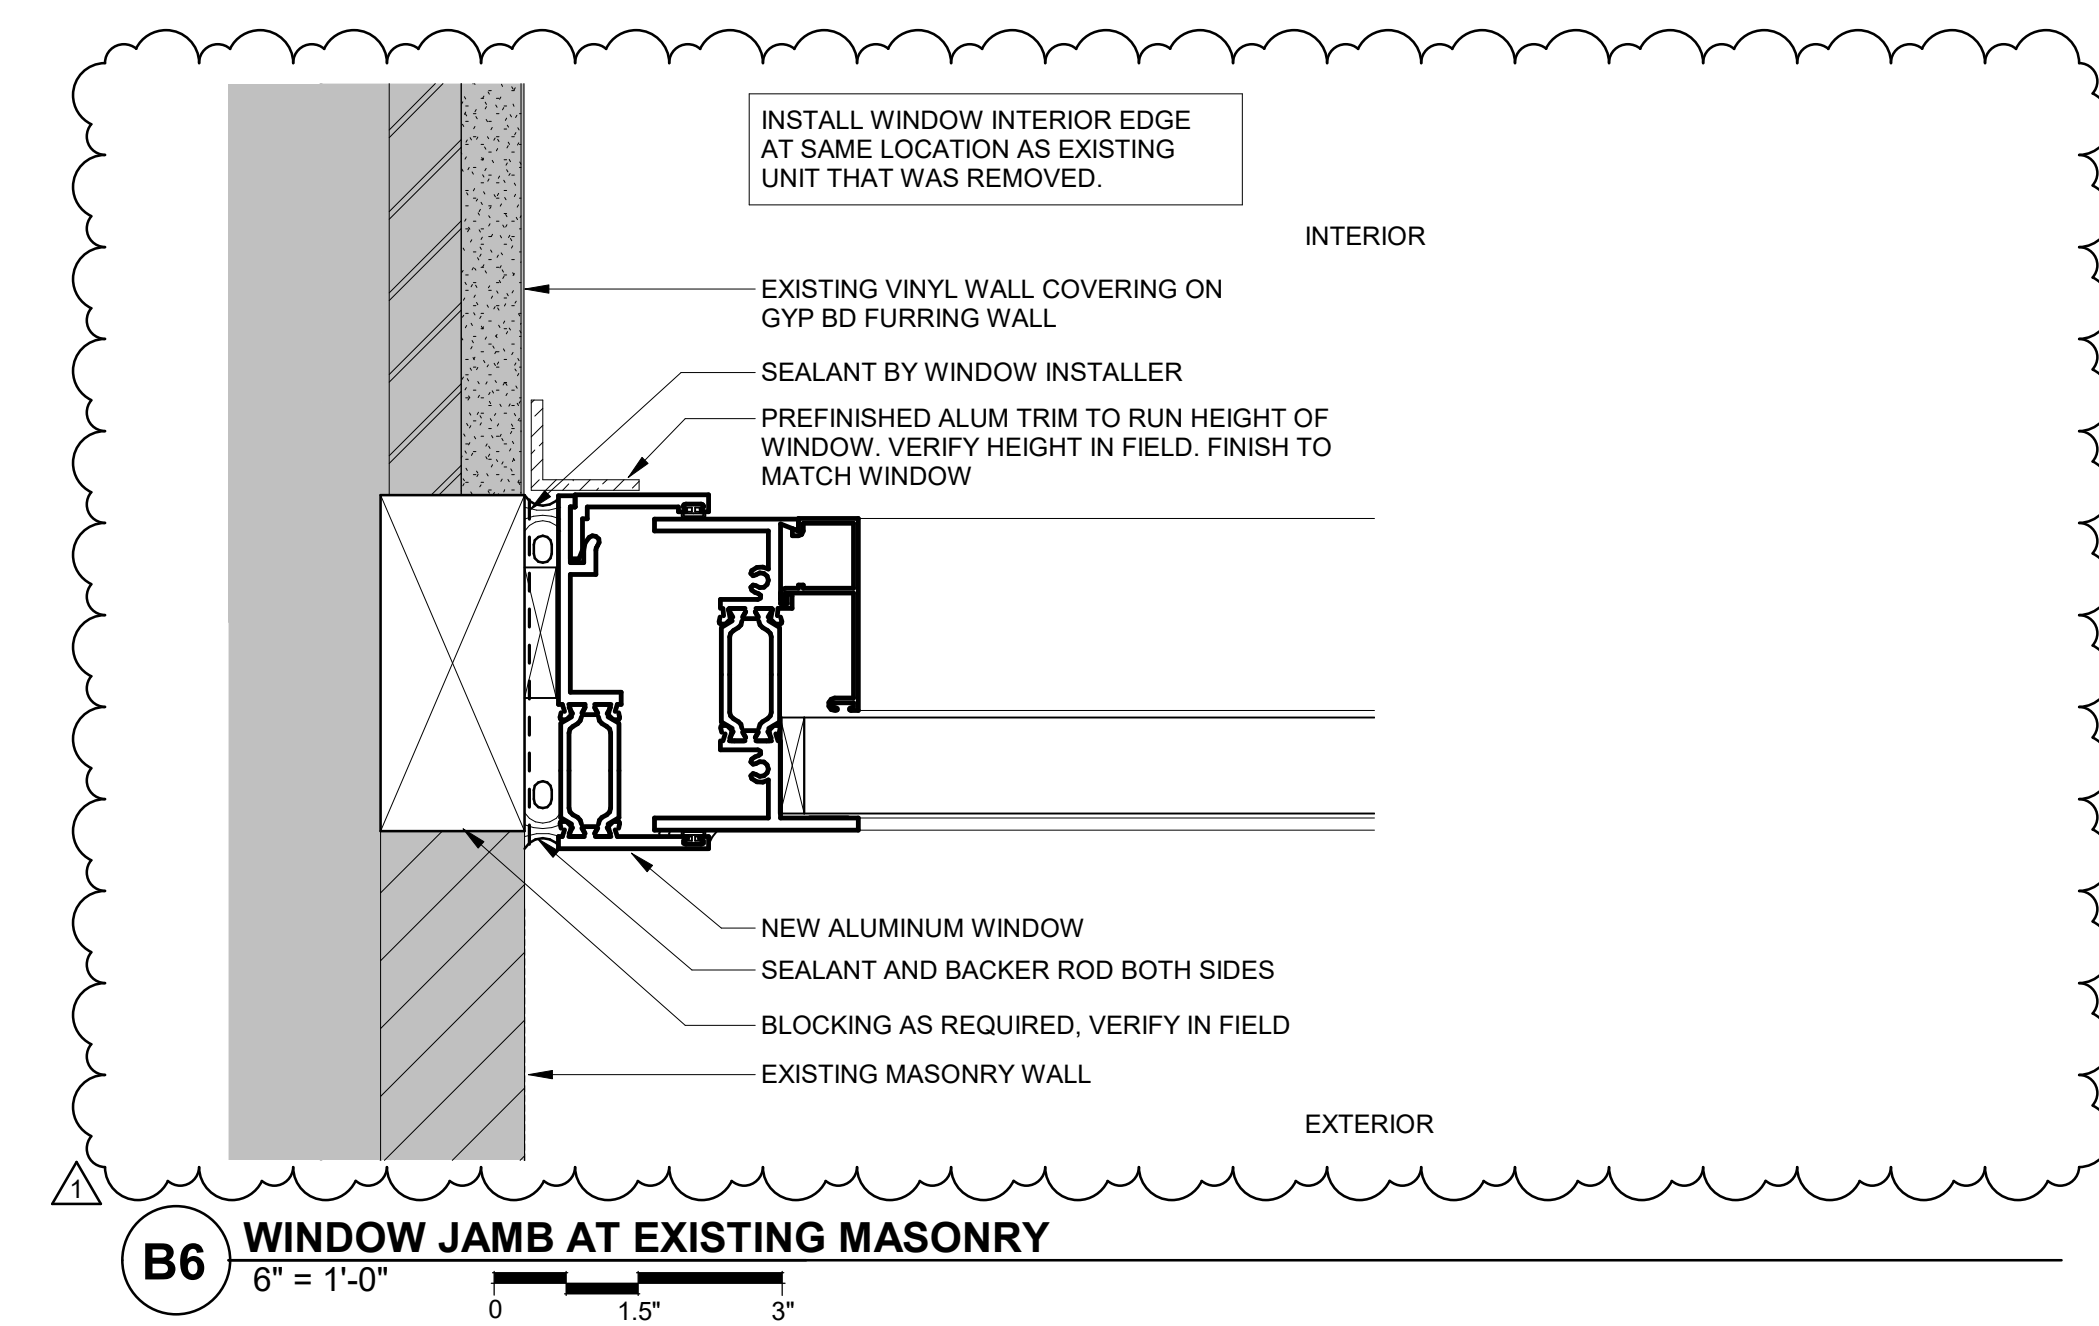 INSTALL WINDOW INTERIOR EDGE
AT SAME LOCATION AS EXISTING
UNIT THAT WAS REMOVED.
INTERIOR
EXISTING VINYL WALL COVERING ON
GYP BD FURRING WALL
SEALANT BY WINDOW INSTALLER
PREFINISHED ALUM TRIM TO RUN HEIGHT OF
WINDOW. VERIFY HEIGHT IN FIELD. FINISH TO
MATCH WINDOW
NEW ALUMINUM WINDOW
SEALANT AND BACKER ROD BOTH SIDES
BLOCKING AS REQUIRED, VERIFY IN FIELD
EXISTING MASONRY WALL
EXTERIOR
1
B6
WINDOW JAMB AT EXISTING MASONRY
6" = 1'-0"
0 1.5" 3"